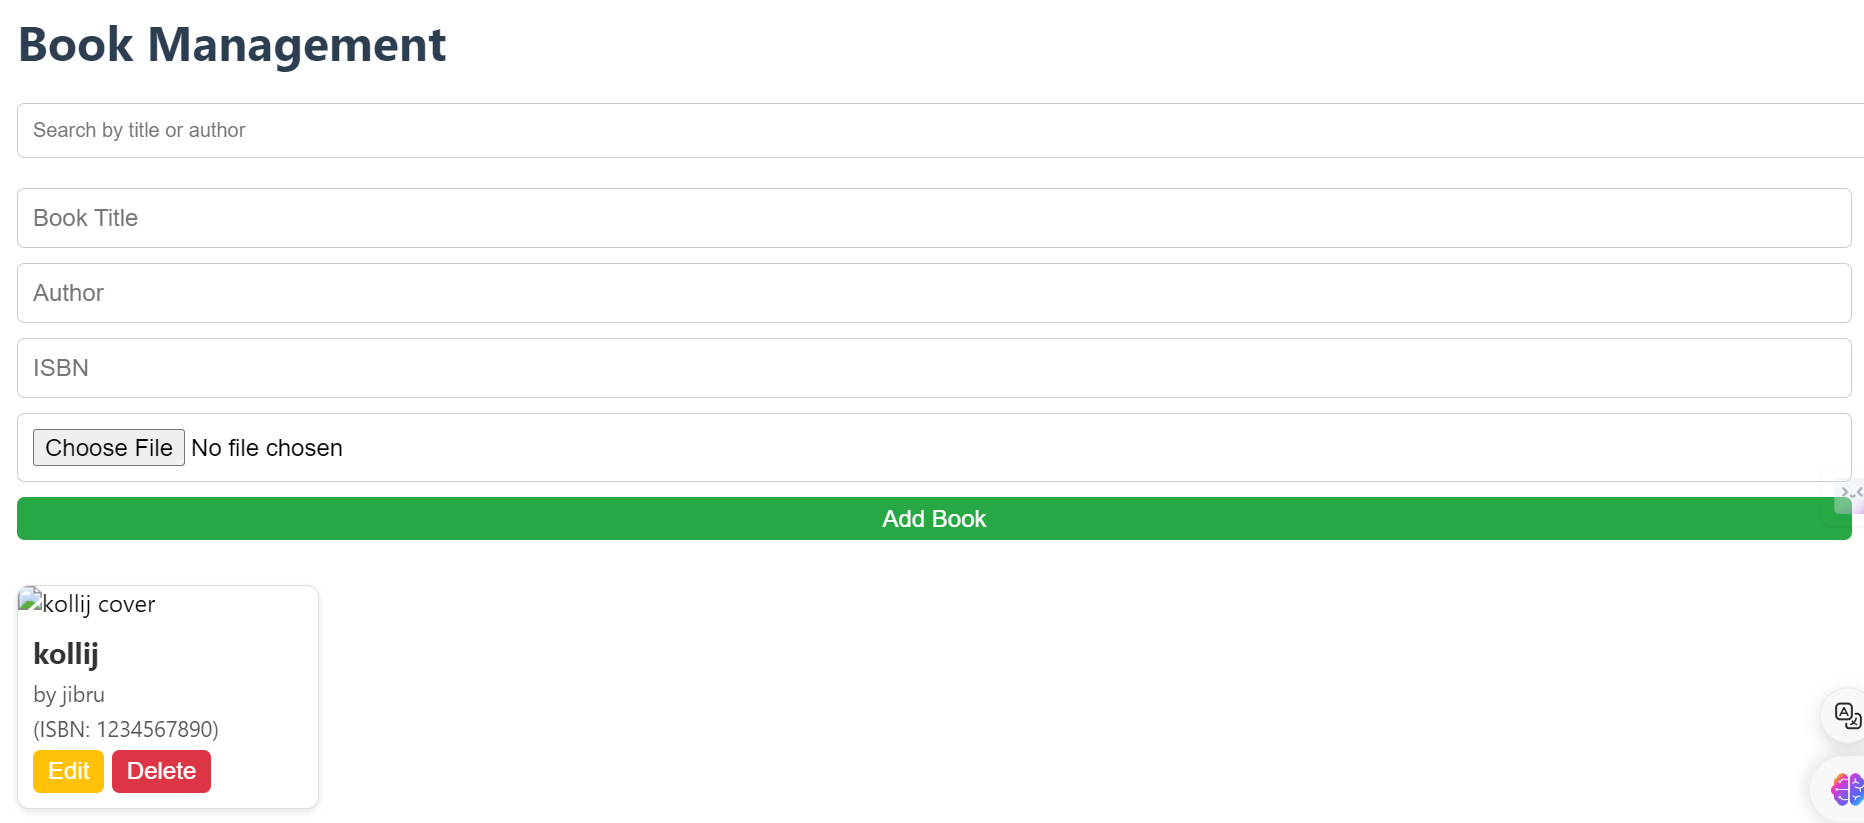 Book Management
Search by title or author
Book Title
Author
ISBN
Choose File No file chosen
Add Book
kollij cover
kollij
by jibru
(ISBN: 1234567890)
Edit Delete